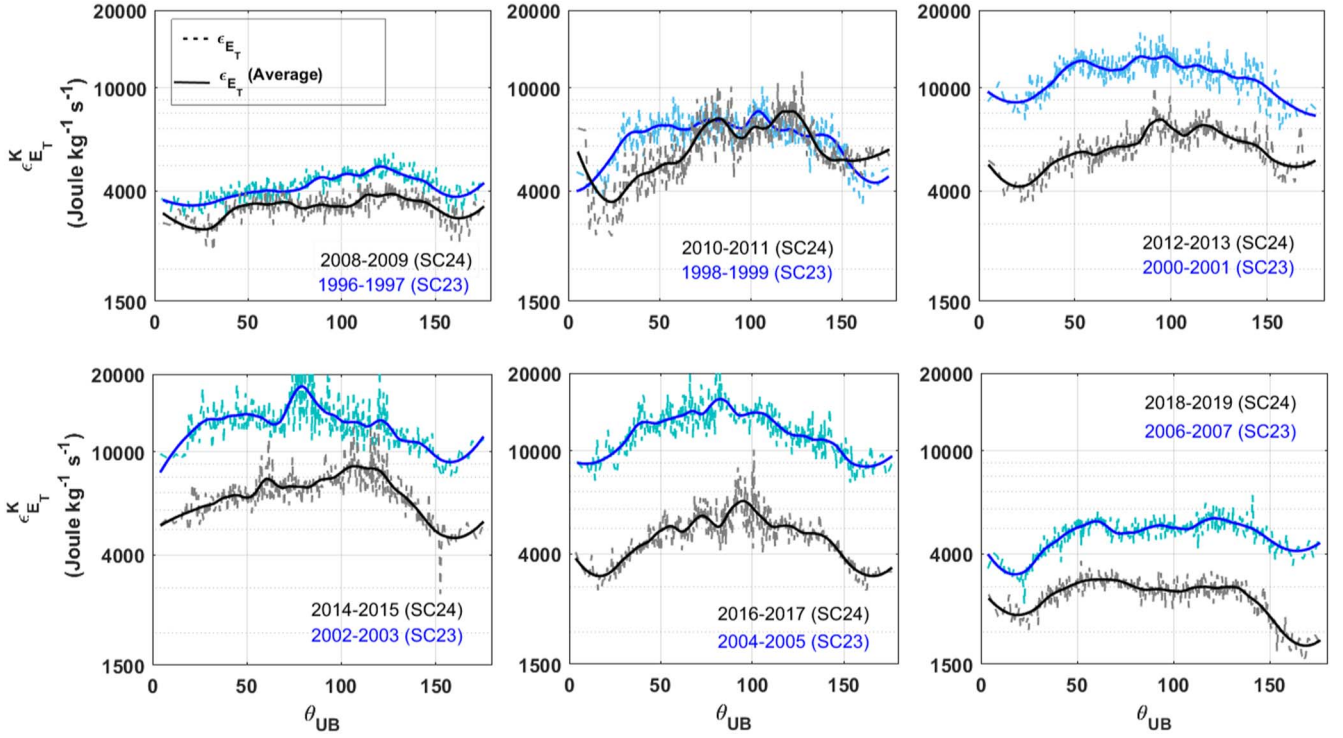 20000
10000
4000
1500
0 50 100 150
ϵ_{E_T}
ϵ_{E_T} (Average)
ϵ^K_{E_T}
(Joule kg⁻¹ s⁻¹)
2008-2009 (SC24)
1996-1997 (SC23)
20000
10000
4000
1500
0 50 100 150
2010-2011 (SC24)
1998-1999 (SC23)
20000
10000
4000
1500
0 50 100 150
2012-2013 (SC24)
2000-2001 (SC23)
20000
10000
4000
1500
0 50 100 150
ϵ^K_{E_T}
(Joule kg⁻¹ s⁻¹)
2014-2015 (SC24)
2002-2003 (SC23)
θ_{UB}
20000
10000
4000
1500
0 50 100 150
2016-2017 (SC24)
2004-2005 (SC23)
θ_{UB}
20000
10000
4000
1500
0 50 100 150
2018-2019 (SC24)
2006-2007 (SC23)
θ_{UB}